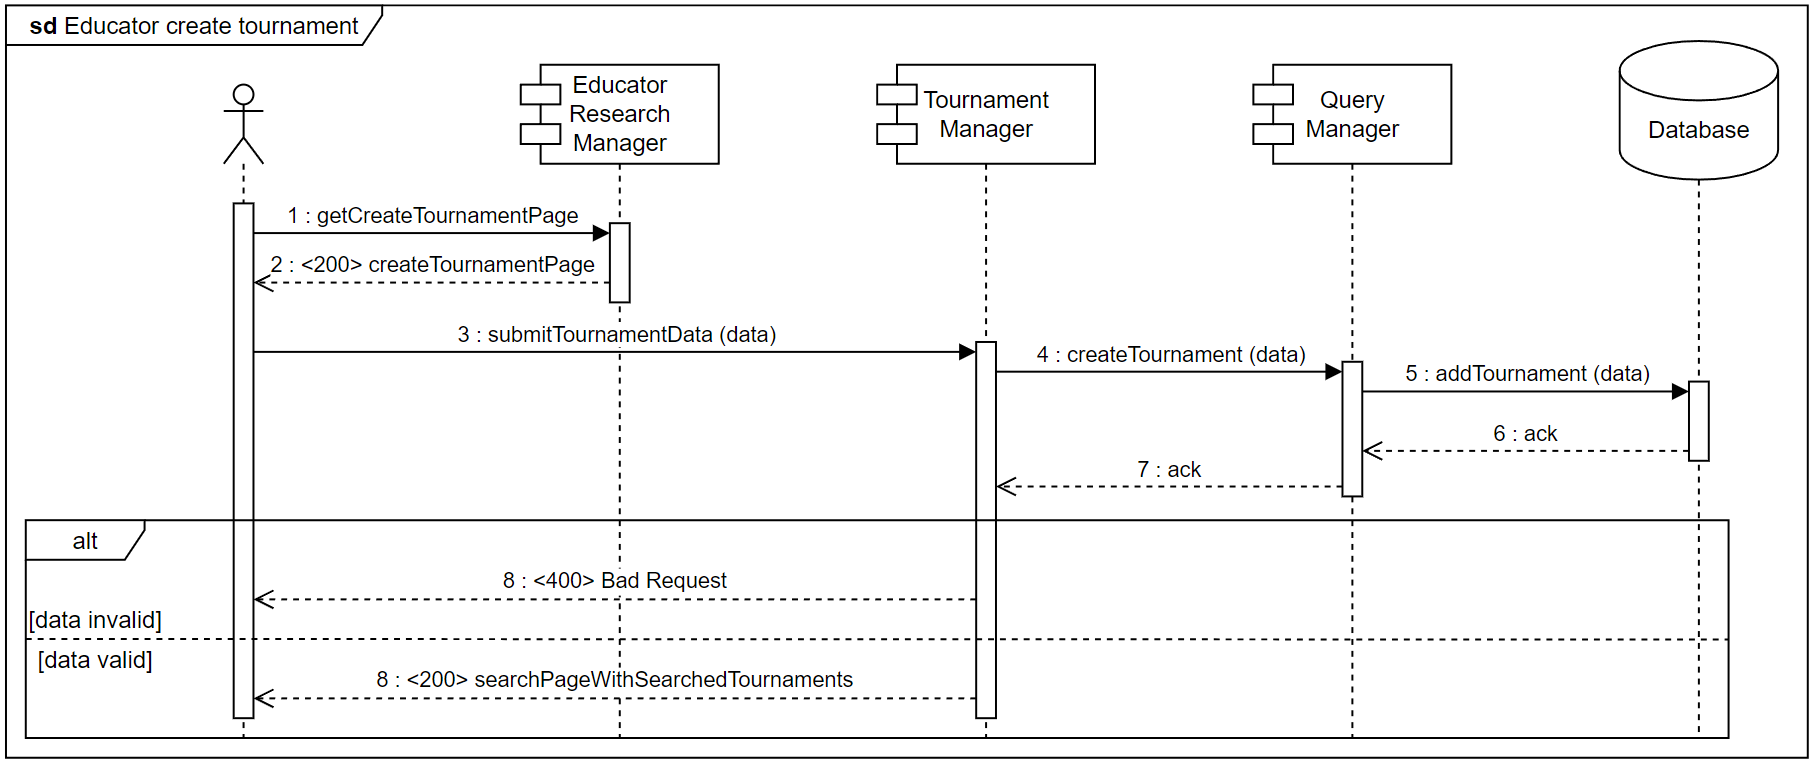 sd Educator create tournament
Educator
Research
Manager
Tournament
Manager
Query
Manager
Database
1 : getCreateTournamentPage
2 : <200> createTournamentPage
3 : submitTournamentData (data)
4 : createTournament (data)
5 : addTournament (data)
6 : ack
7 : ack
alt
8 : <400> Bad Request
[data invalid]
[data valid]
8 : <200> searchPageWithSearchedTournaments